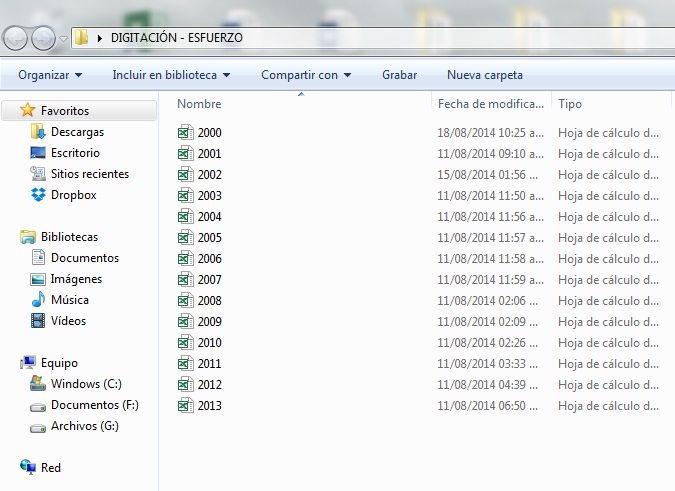 DIGITACIÓN - ESFUERZO
Organizar Incluir en biblioteca Compartir con Grabar Nueva carpeta
Favoritos
Descargas
Escritorio
Sitios recientes
Dropbox
Bibliotecas
Documentos
Imágenes
Música
Vídeos
Equipo
Windows (C:)
Documentos (F:)
Archivos (G:)
Red
Nombre Fecha de modifica... Tipo
2000 18/08/2014 10:25 a... Hoja de cálculo d...
2001 11/08/2014 09:10 a... Hoja de cálculo d...
2002 15/08/2014 01:56 ... Hoja de cálculo d...
2003 11/08/2014 11:50 a... Hoja de cálculo d...
2004 11/08/2014 11:56 a... Hoja de cálculo d...
2005 11/08/2014 11:57 a... Hoja de cálculo d...
2006 11/08/2014 11:58 a... Hoja de cálculo d...
2007 11/08/2014 11:59 a... Hoja de cálculo d...
2008 11/08/2014 02:06 ... Hoja de cálculo d...
2009 11/08/2014 02:09 ... Hoja de cálculo d...
2010 11/08/2014 02:26 ... Hoja de cálculo d...
2011 11/08/2014 03:33 ... Hoja de cálculo d...
2012 11/08/2014 04:39 ... Hoja de cálculo d...
2013 11/08/2014 06:50 ... Hoja de cálculo d...